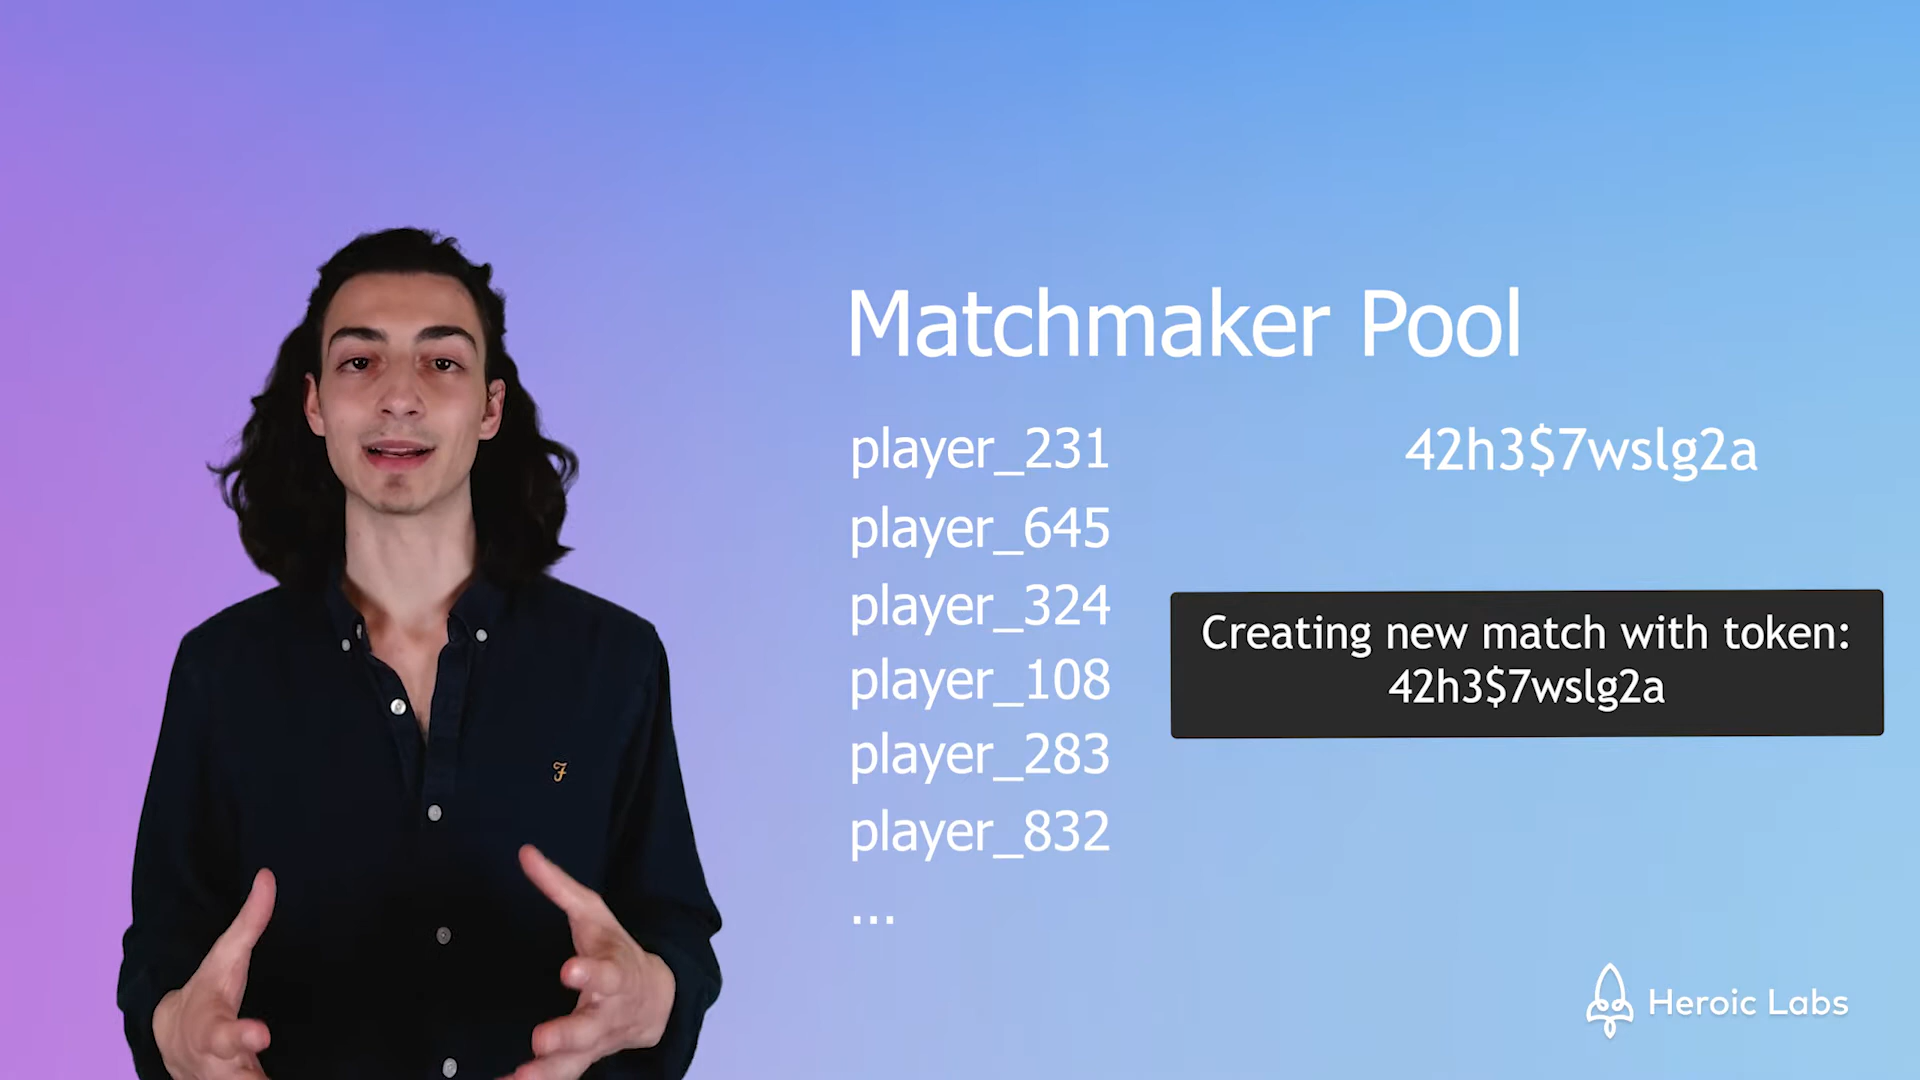 Matchmaker Pool
player_231
42h3$7wslg2a
player_645
player_324
Creating new match with token:
42h3$7wslg2a
player_108
player_283
player_832
...
Heroic Labs